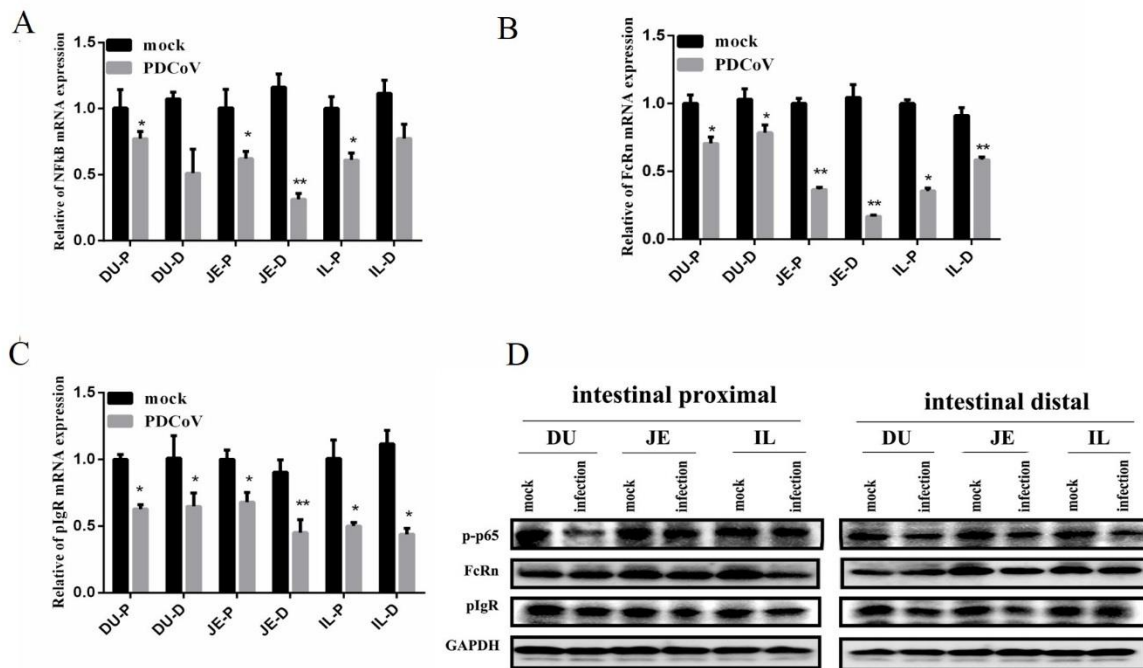 A
Relative of NFkB mRNA expression
1.5
1.0
0.5
0.0
mock
PDCoV
*
*
**
*
DU-P
DU-D
JE-P
JE-D
IL-P
IL-D
B
Relative of FcRn mRNA expression
1.5
1.0
0.5
0.0
mock
PDCoV
*
*
**
**
*
**
DU-P
DU-D
JE-P
JE-D
IL-P
IL-D
C
Relative of pIgR mRNA expression
1.5
1.0
0.5
0.0
mock
PDCoV
*
*
*
**
*
*
DU-P
DU-D
JE-P
JE-D
IL-P
IL-D
D
intestinal proximal
DU JE IL
mock infection mock infection mock infection
intestinal distal
DU JE IL
mock infection mock infection mock infection
p-p65
FcRn
pIgR
GAPDH